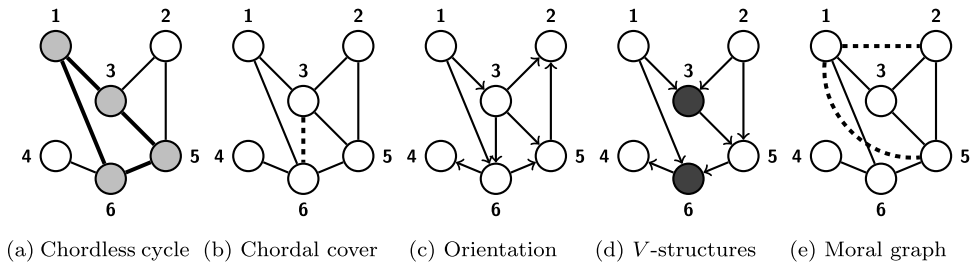 1 2 1 2 1 2 1 2 1 2
3 3 3 3 3
4 5 4 5 4 5 4 5 4 5
6 6 6 6 6
(a) Chordless cycle (b) Chordal cover (c) Orientation (d) V-structures (e) Moral graph